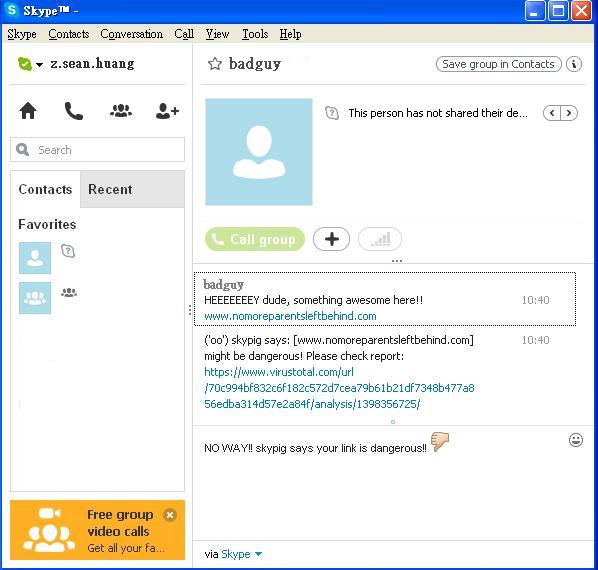 Skype™ -
Skype Contacts Conversation Call View Tools Help
z.sean.huang
Search
Contacts Recent
Favorites
Free group
video calls
Get all your fa...
badguy
Save group in Contacts
This person has not shared their de...
Call group
badguy
HEEEEEEEY dude, something awesome here!! 10:40
www.nomoreparentsleftbehind.com
('oo') skypig says: [www.nomoreparentsleftbehind.com] 10:40
might be dangerous! Please check report:
https://www.virustotal.com/url
/70c994bf832c6f182c572d7cea79b61b21df7348b477a8
56edba314d57e2a84f/analysis/1398356725/
NO WAY!! skypig says your link is dangerous!!
via Skype